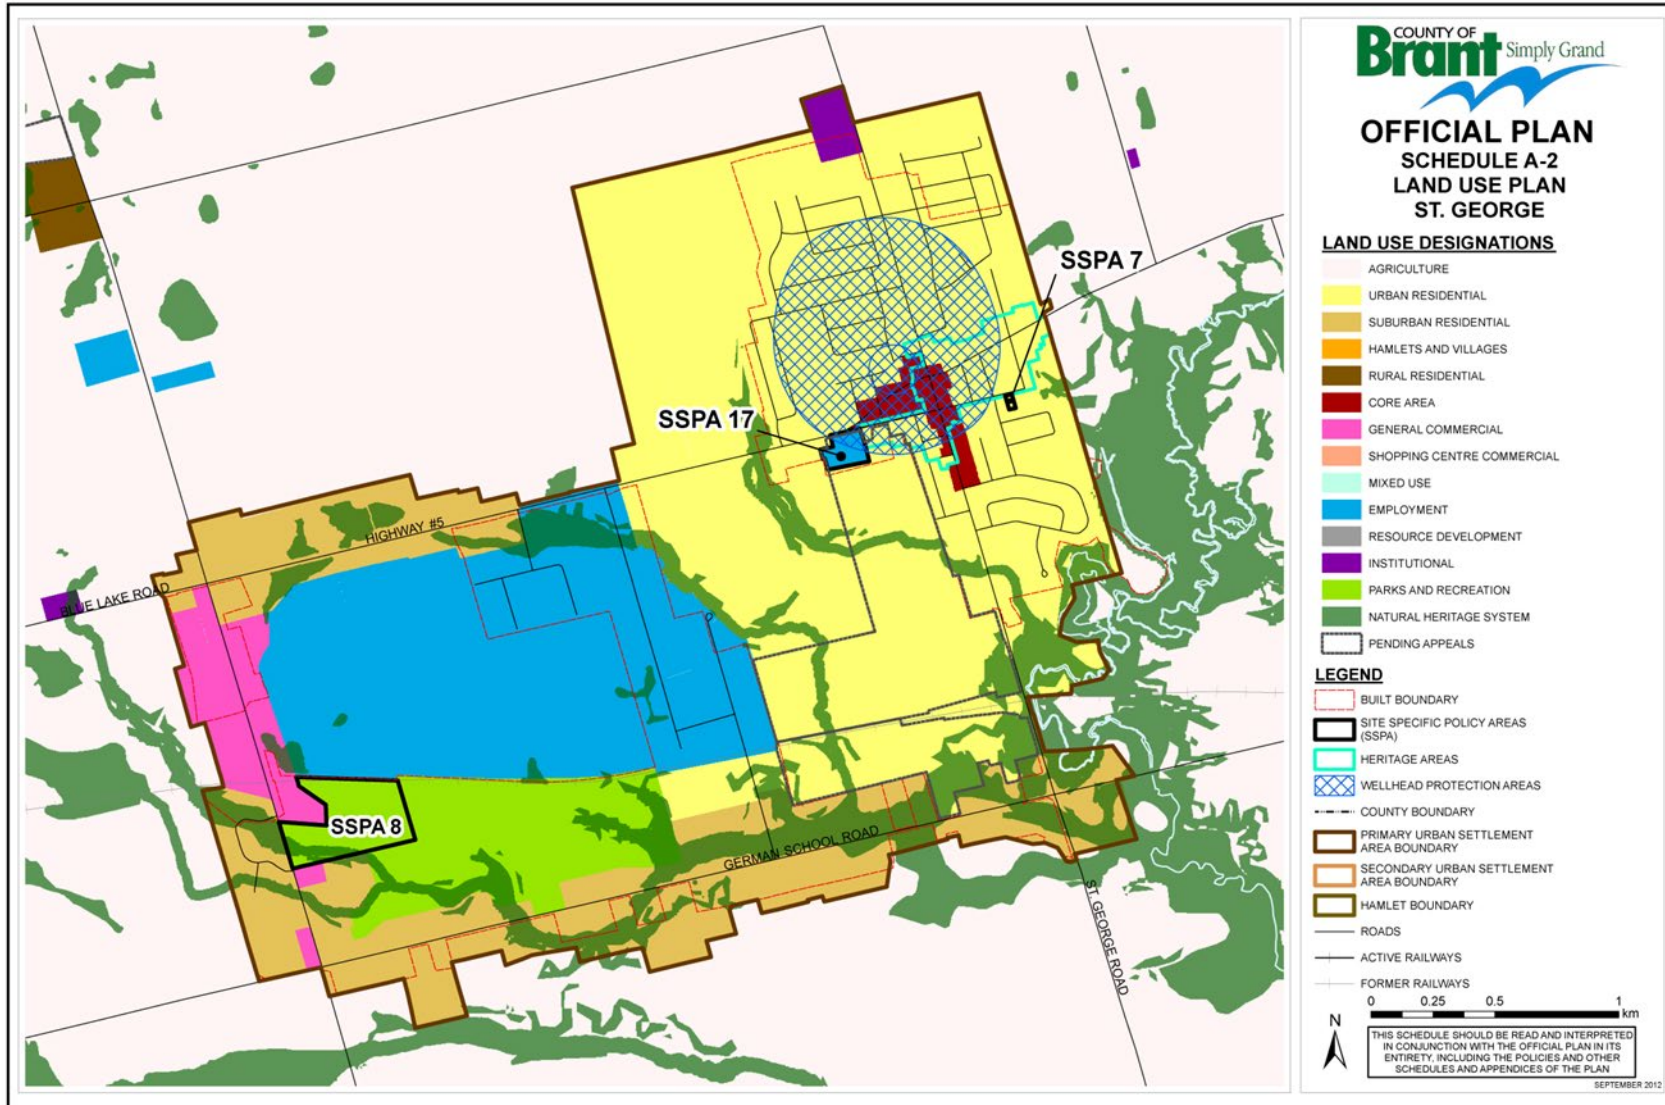 SSPA 7
SSPA 17
HIGHWAY #5
BLUE LAKE ROAD
SSPA 8
GERMAN SCHOOL ROAD
ST. GEORGE ROAD
COUNTY OF
Brant Simply Grand
OFFICIAL PLAN
SCHEDULE A-2
LAND USE PLAN
ST. GEORGE
LAND USE DESIGNATIONS
AGRICULTURE
URBAN RESIDENTIAL
SUBURBAN RESIDENTIAL
HAMLETS AND VILLAGES
RURAL RESIDENTIAL
CORE AREA
GENERAL COMMERCIAL
SHOPPING CENTRE COMMERCIAL
MIXED USE
EMPLOYMENT
RESOURCE DEVELOPMENT
INSTITUTIONAL
PARKS AND RECREATION
NATURAL HERITAGE SYSTEM
PENDING APPEALS
LEGEND
BUILT BOUNDARY
SITE SPECIFIC POLICY AREAS
(SSPA)
HERITAGE AREAS
WELLHEAD PROTECTION AREAS
COUNTY BOUNDARY
PRIMARY URBAN SETTLEMENT
AREA BOUNDARY
SECONDARY URBAN SETTLEMENT
AREA BOUNDARY
HAMLET BOUNDARY
ROADS
ACTIVE RAILWAYS
FORMER RAILWAYS
0 0.25 0.5 1
km
N
THIS SCHEDULE SHOULD BE READ AND INTERPRETED
IN CONJUNCTION WITH THE OFFICIAL PLAN IN ITS
ENTIRETY, INCLUDING THE POLICIES AND OTHER
SCHEDULES AND APPENDICES OF THE PLAN
SEPTEMBER 2012